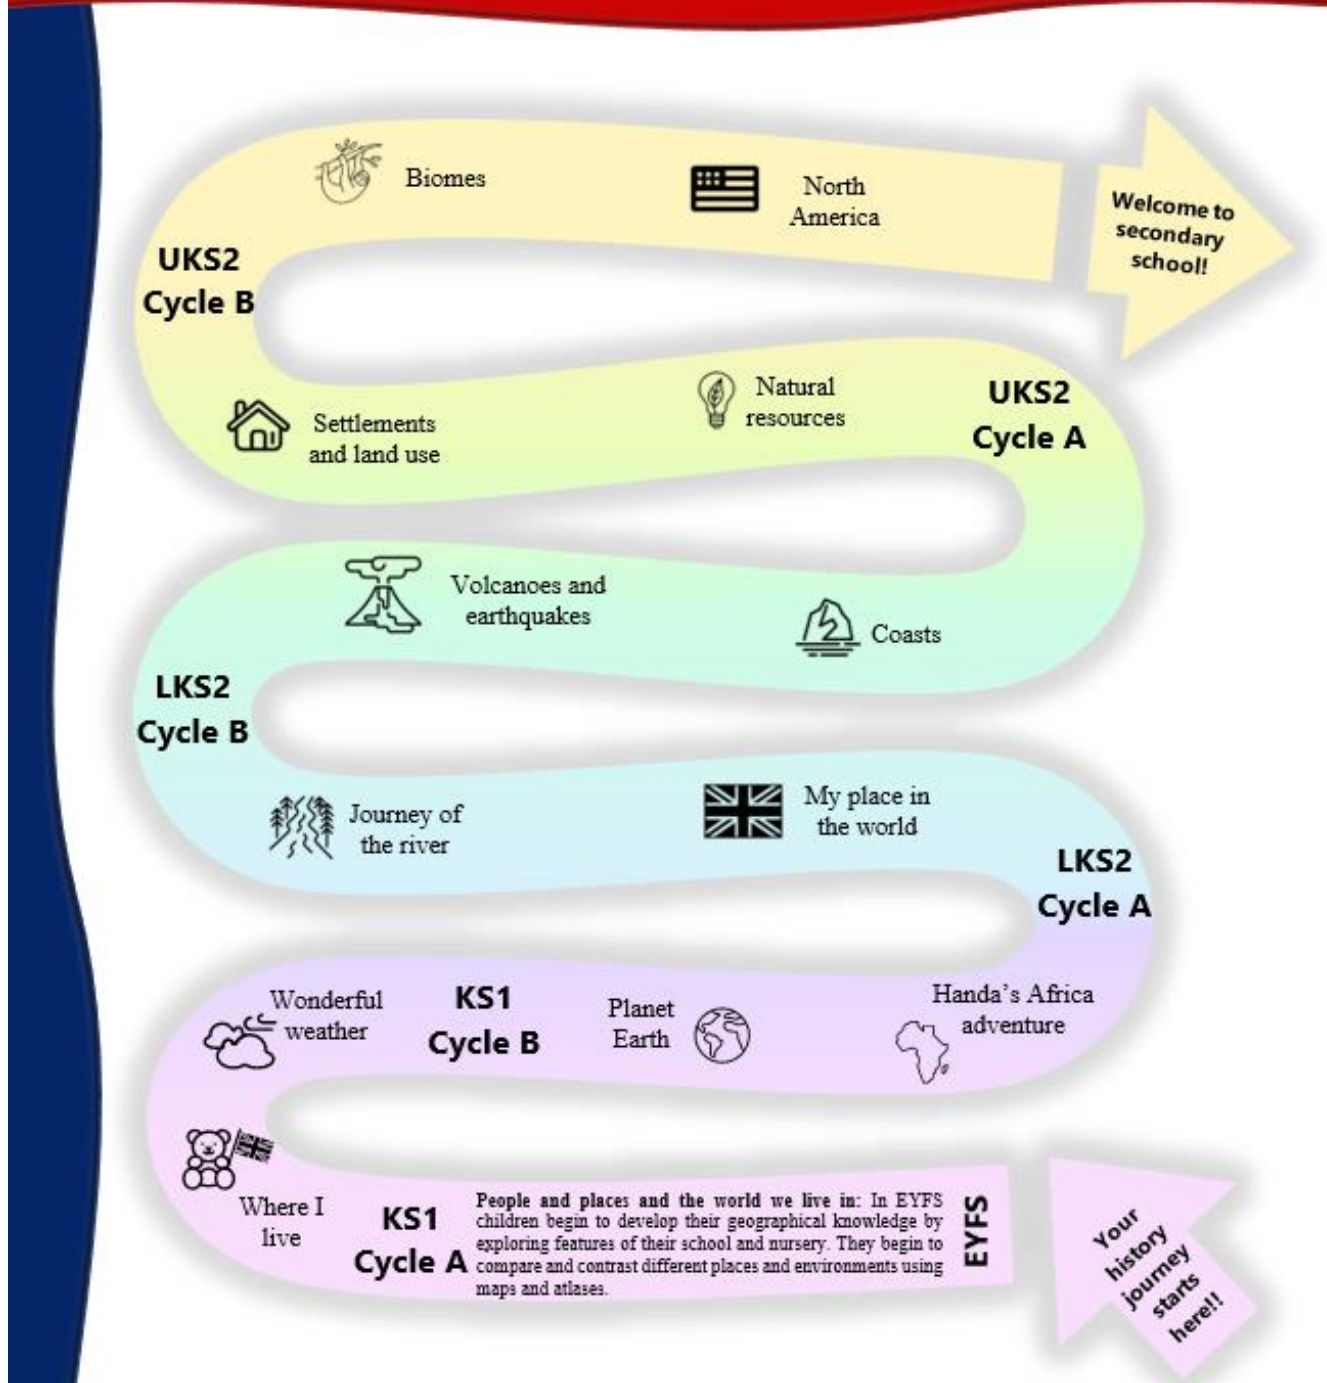 Biomes
North
America
Welcome to
secondary
school!
UKS2
Cycle B
Settlements
and land use
Natural
resources
UKS2
Cycle A
Volcanoes and
earthquakes
Coasts
LKS2
Cycle B
Journey of
the river
My place in
the world
LKS2
Cycle A
Wonderful
weather
KS1
Cycle B
Planet
Earth
Handa's Africa
adventure
Where I
live
KS1
Cycle A
People and places and the world we live in: In EYFS
children begin to develop their geographical knowledge by
exploring features of their school and nursery. They begin to
compare and contrast different places and environments using
maps and atlases.
EYFS
Your
history
journey
starts
here!!